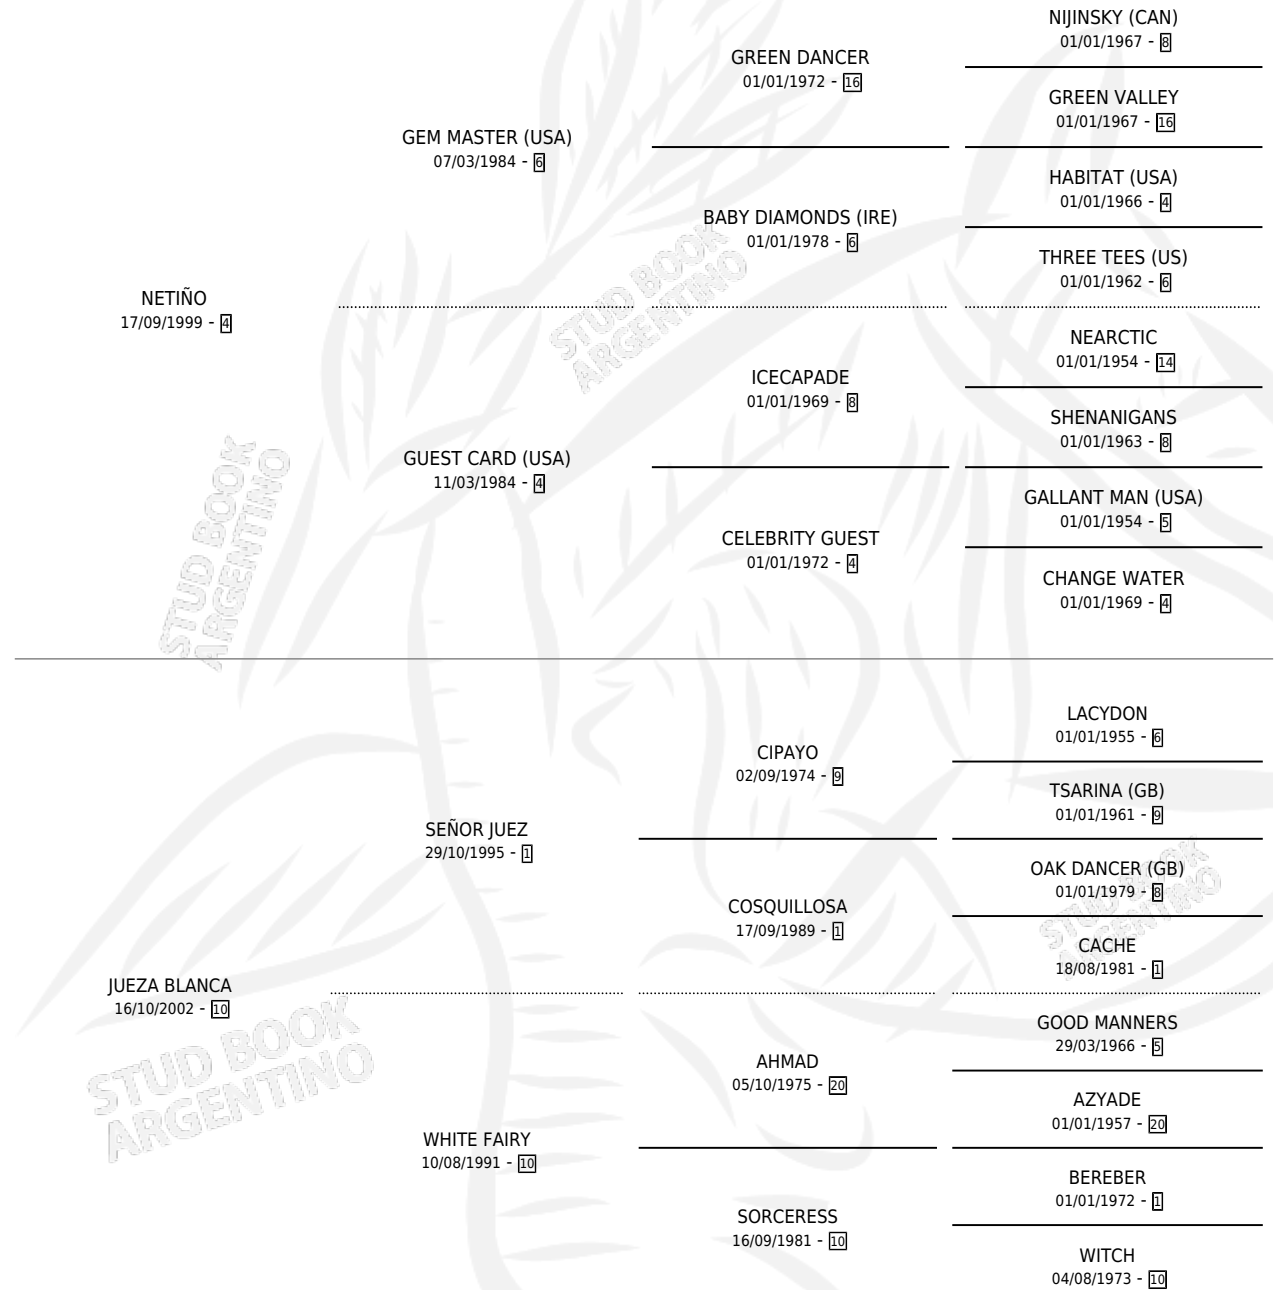 NIJINSKY (CAN)
01/01/1967 - 8
GREEN DANCER
01/01/1972 - 16
GREEN VALLEY
01/01/1967 - 16
GEM MASTER (USA)
07/03/1984 - 6
HABITAT (USA)
01/01/1966 - 4
BABY DIAMONDS (IRE)
01/01/1978 - 6
THREE TEES (US)
01/01/1962 - 6
NETIÑO
17/09/1999 - 4
NEARCTIC
01/01/1954 - 14
ICECAPADE
01/01/1969 - 8
SHENANIGANS
01/01/1963 - 8
GUEST CARD (USA)
11/03/1984 - 4
GALLANT MAN (USA)
01/01/1954 - 5
CELEBRITY GUEST
01/01/1972 - 4
CHANGE WATER
01/01/1969 - 4
LACYDON
01/01/1955 - 6
CIPAYO
02/09/1974 - 9
TSARINA (GB)
01/01/1961 - 9
SEÑOR JUEZ
29/10/1995 - 1
OAK DANCER (GB)
01/01/1979 - 8
COSQUILLOSA
17/09/1989 - 1
CACHE
18/08/1981 - 1
JUEZA BLANCA
16/10/2002 - 10
GOOD MANNERS
29/03/1966 - 5
AHMAD
05/10/1975 - 20
AZYADE
01/01/1957 - 20
WHITE FAIRY
10/08/1991 - 10
BEREBER
01/01/1972 - 1
SORCERESS
16/09/1981 - 10
WITCH
04/08/1973 - 10
STUD BOOK
ARGENTINO
STUD BOOK
ARGENTINO
STUD BOOK
ARGENTINO
STUD BOOK
ARGENTINO